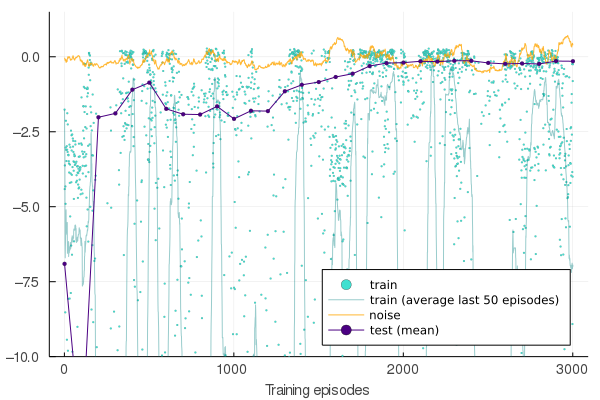 0.0
−2.5
−5.0
−7.5
−10.0
0
1000
2000
3000
Training episodes
train
train (average last 50 episodes)
noise
test (mean)